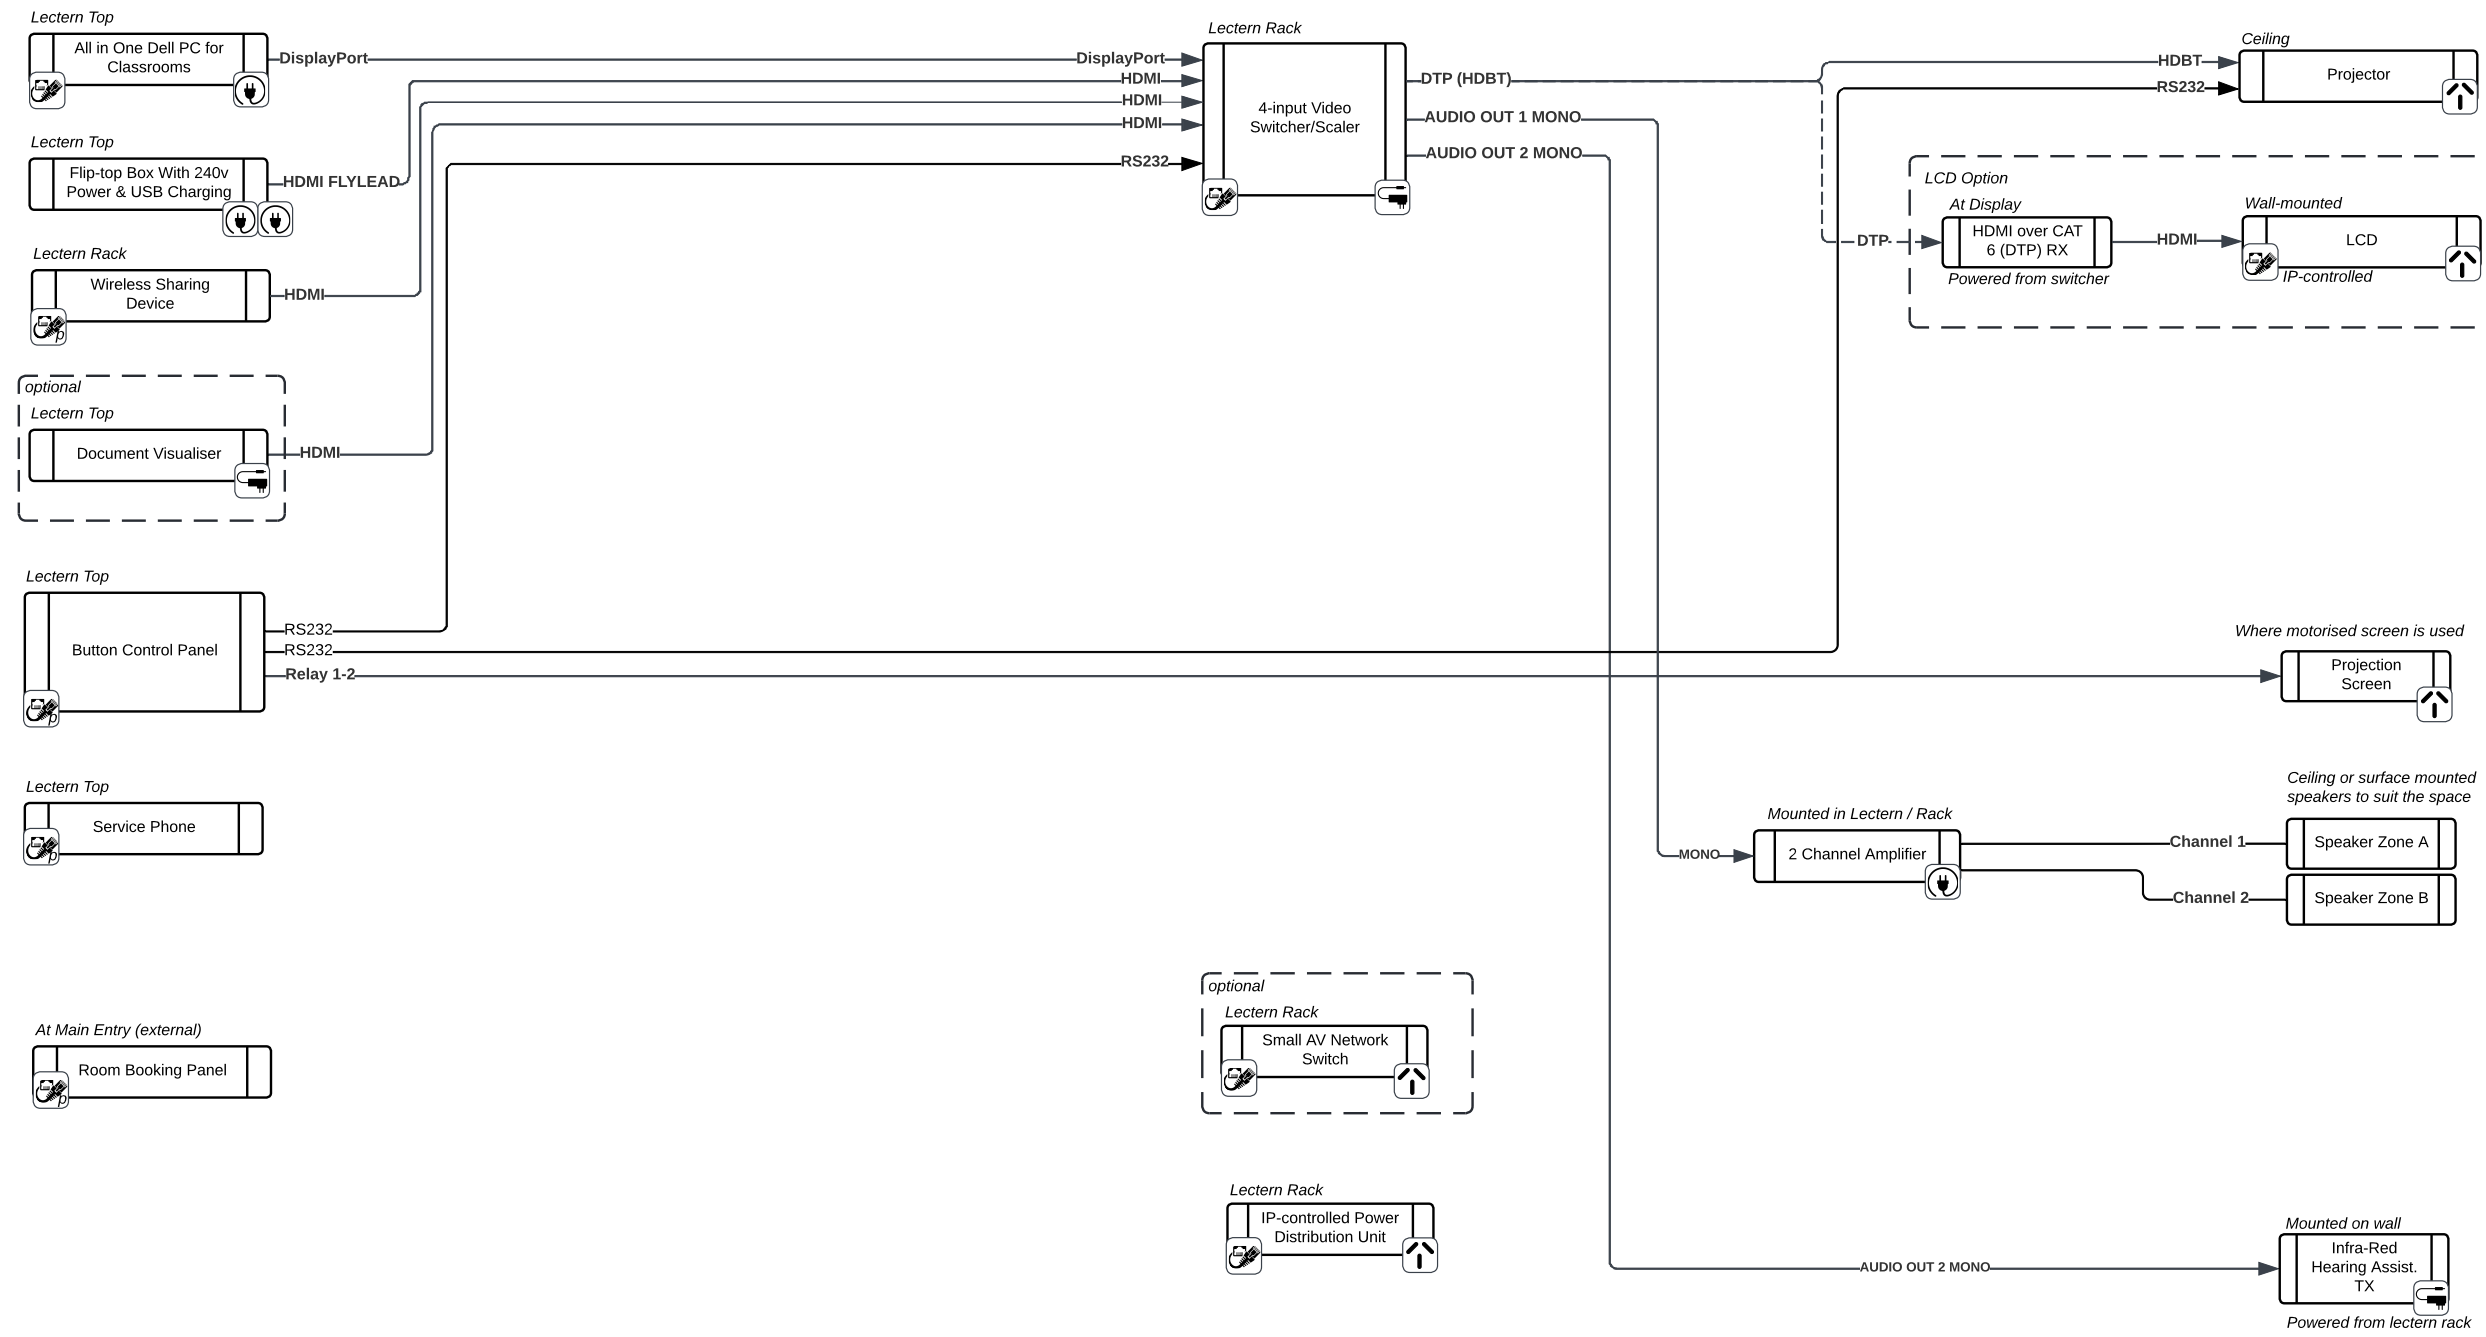 Lectern Top
All in One Dell PC for
Classrooms
DisplayPort
DisplayPort
HDMI
HDMI
HDMI
RS232
Lectern Rack
4-input Video
Switcher/Scaler
DTP (HDBT)
AUDIO OUT 1 MONO
AUDIO OUT 2 MONO
HDBT
RS232
Ceiling
Projector
Lectern Top
Flip-top Box With 240v
Power & USB Charging
HDMI FLYLEAD
LCD Option
At Display
HDMI over CAT
6 (DTP) RX
Powered from switcher
DTP
HDMI
Wall-mounted
LCD
IP-controlled
Lectern Rack
Wireless Sharing
Device
p
HDMI
optional
Lectern Top
Document Visualiser
HDMI
Lectern Top
Button Control Panel
p
RS232
RS232
Relay 1-2
Where motorised screen is used
Projection
Screen
Lectern Top
Service Phone
p
Mounted in Lectern / Rack
MONO
2 Channel Amplifier
Channel 1
Channel 2
Ceiling or surface mounted
speakers to suit the space
Speaker Zone A
Speaker Zone B
At Main Entry (external)
Room Booking Panel
p
optional
Lectern Rack
Small AV Network
Switch
Lectern Rack
IP-controlled Power
Distribution Unit
AUDIO OUT 2 MONO
Mounted on wall
Infra-Red
Hearing Assist.
TX
Powered from lectern rack